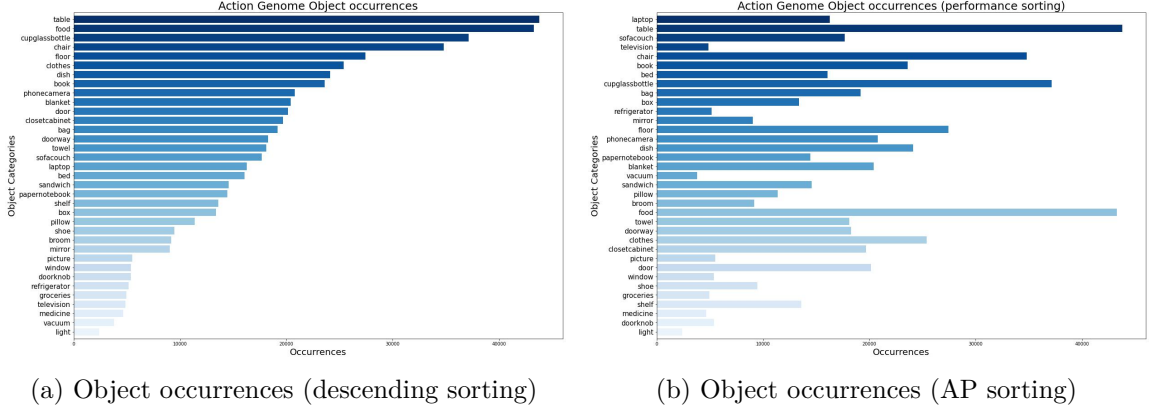 Action Genome Object occurrences
table
food
cupglassbottle
chair
floor
clothes
dish
book
phonecamera
blanket
door
closetcabinet
bag
doorway
towel
sofacouch
laptop
bed
sandwich
papernotebook
shelf
box
pillow
shoe
broom
mirror
picture
window
doorknob
refrigerator
groceries
television
medicine
vacuum
light
Object Categories
0 10000 20000 30000 40000
Occurrences
(a) Object occurrences (descending sorting)
Action Genome Object occurrences (performance sorting)
laptop
table
sofacouch
television
chair
book
bed
cupglassbottle
bag
box
refrigerator
mirror
floor
phonecamera
dish
papernotebook
blanket
vacuum
sandwich
pillow
broom
food
towel
doorway
clothes
closetcabinet
picture
door
window
shoe
groceries
shelf
medicine
doorknob
light
Object Categories
0 10000 20000 30000 40000
Occurrences
(b) Object occurrences (AP sorting)